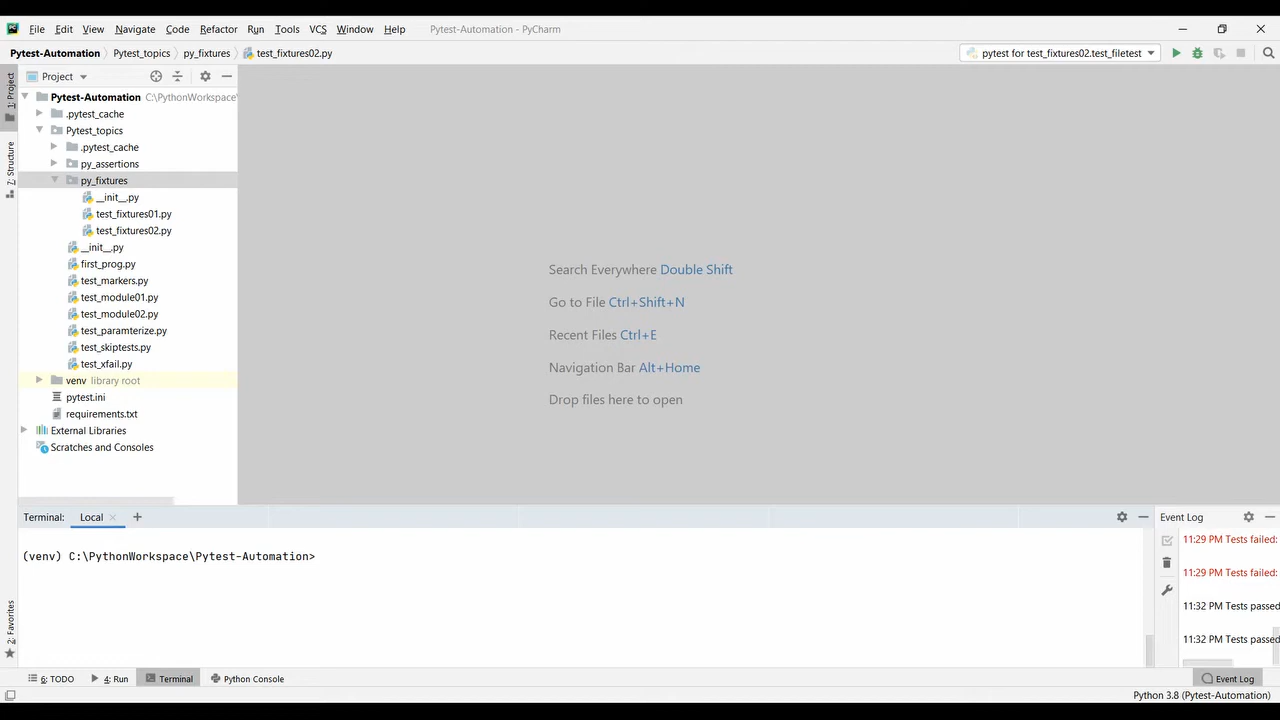 File Edit View Navigate Code Refactor Run Tools VCS Window Help Pytest-Automation - PyCharm
Pytest-Automation Pytest_topics py_fixtures test_fixtures02.py pytest for test_fixtures02.test_filetest
1: Project
Project
Pytest-Automation C:\PythonWorkspace\
.pytest_cache
Pytest_topics
7: Structure
.pytest_cache
py_assertions
py_fixtures
__init__.py
test_fixtures01.py
test_fixtures02.py
__init__.py
first_prog.py
test_markers.py
test_module01.py
test_module02.py
test_paramterize.py
test_skiptests.py
test_xfail.py
venv library root
pytest.ini
requirements.txt
External Libraries
Scratches and Consoles
Search Everywhere Double Shift
Go to File Ctrl+Shift+N
Recent Files Ctrl+E
Navigation Bar Alt+Home
Drop files here to open
Terminal: Local
(venv) C:\PythonWorkspace\Pytest-Automation>
Event Log
11:29 PM Tests failed:
11:29 PM Tests failed:
11:32 PM Tests passed
11:32 PM Tests passed
2: Favorites
6: TODO 4: Run Terminal Python Console Event Log
Python 3.8 (Pytest-Automation)